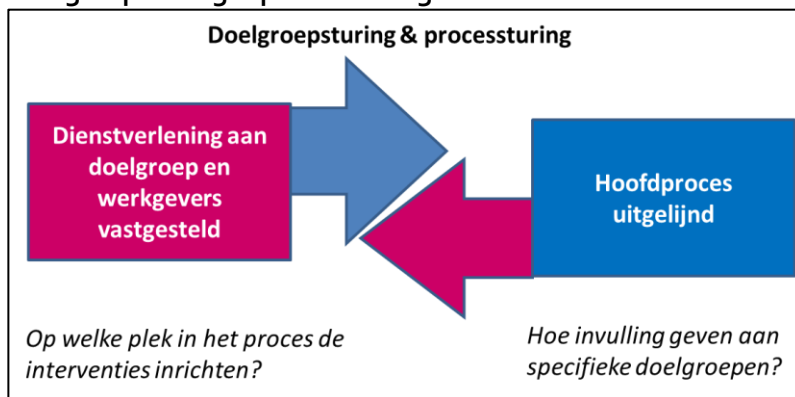 Doelgroepsturing & processturing
Dienstverlening aan
doelgroep en
werkgevers
vastgesteld
Hoofdproces
uitgelijnd
Op welke plek in het proces de
interventies inrichten?
Hoe invulling geven aan
specifieke doelgroepen?